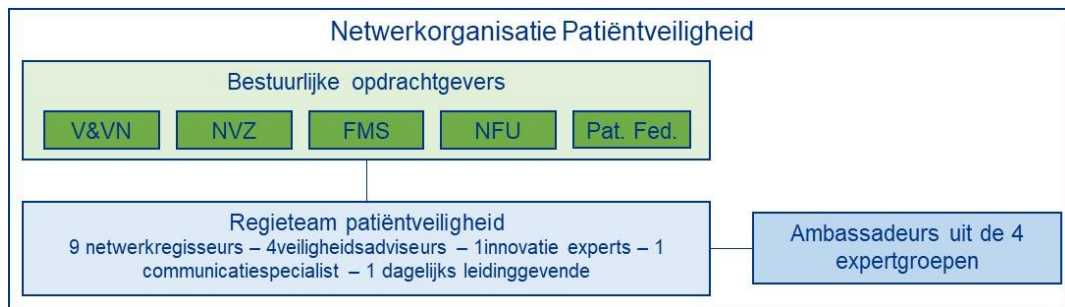 Netwerkorganisatie Patiëntveiligheid
Bestuurlijke opdrachtgevers
V&VN
NVZ
FMS
NFU
Pat. Fed.
Regieteam patiëntveiligheid
9 netwerkregisseurs – 4veiligheidsadviseurs – 1innovatie experts – 1
communicatiespecialist – 1 dagelijks leidinggevende
Ambassadeurs uit de 4
expertgroepen